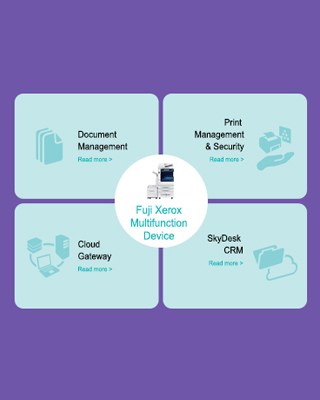 Document
Management
Read more >
Print
Management
& Security
Read more >
Fuji Xerox
Multifunction
Device
Cloud
Gateway
Read more >
SkyDesk
CRM
Read more >